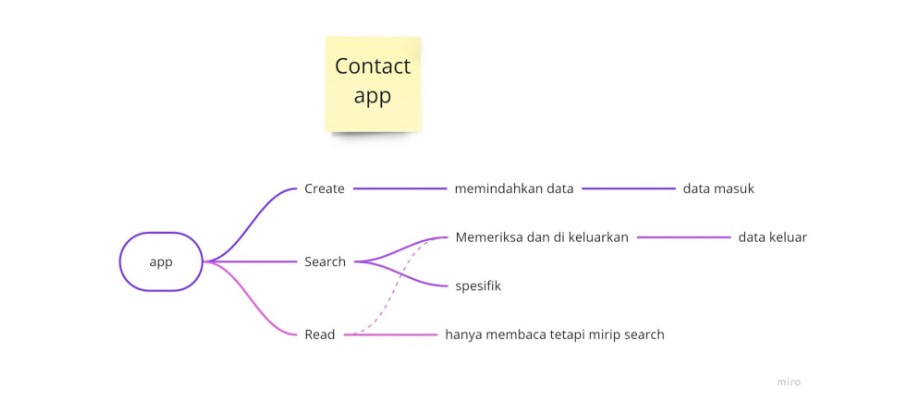 Contact
app
Create
memindahkan data
data masuk
app
Search
Memeriksa dan di keluarkan
data keluar
spesifik
Read
hanya membaca tetapi mirip search
miro